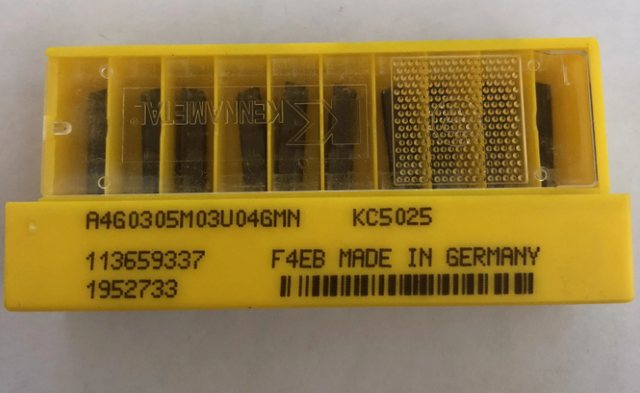 KENNAMETAL
A4G0305M03U04GMN KC5025
113659337 F4EB MADE IN GERMANY
1952733